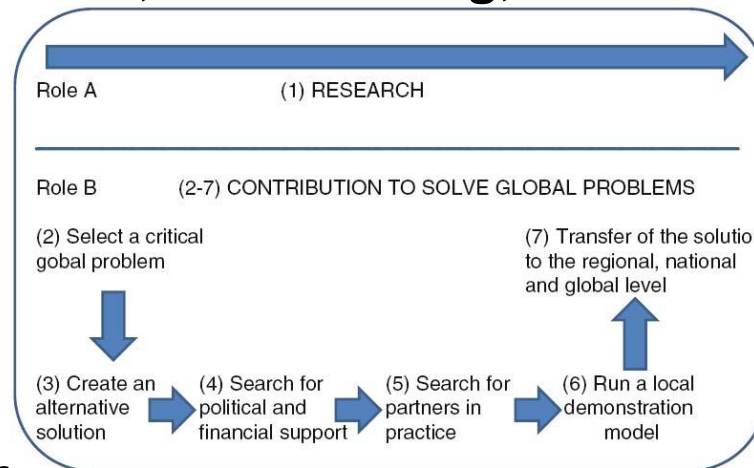 Role A
(1) RESEARCH
Role B
(2-7) CONTRIBUTION TO SOLVE GLOBAL PROBLEMS
(2) Select a critical
gobal problem
(7) Transfer of the solutio
to the regional, national
and global level
(3) Create an
alternative
solution
(4) Search for
political and
financial support
(5) Search for
partners in
practice
(6) Run a local
demonstration
model